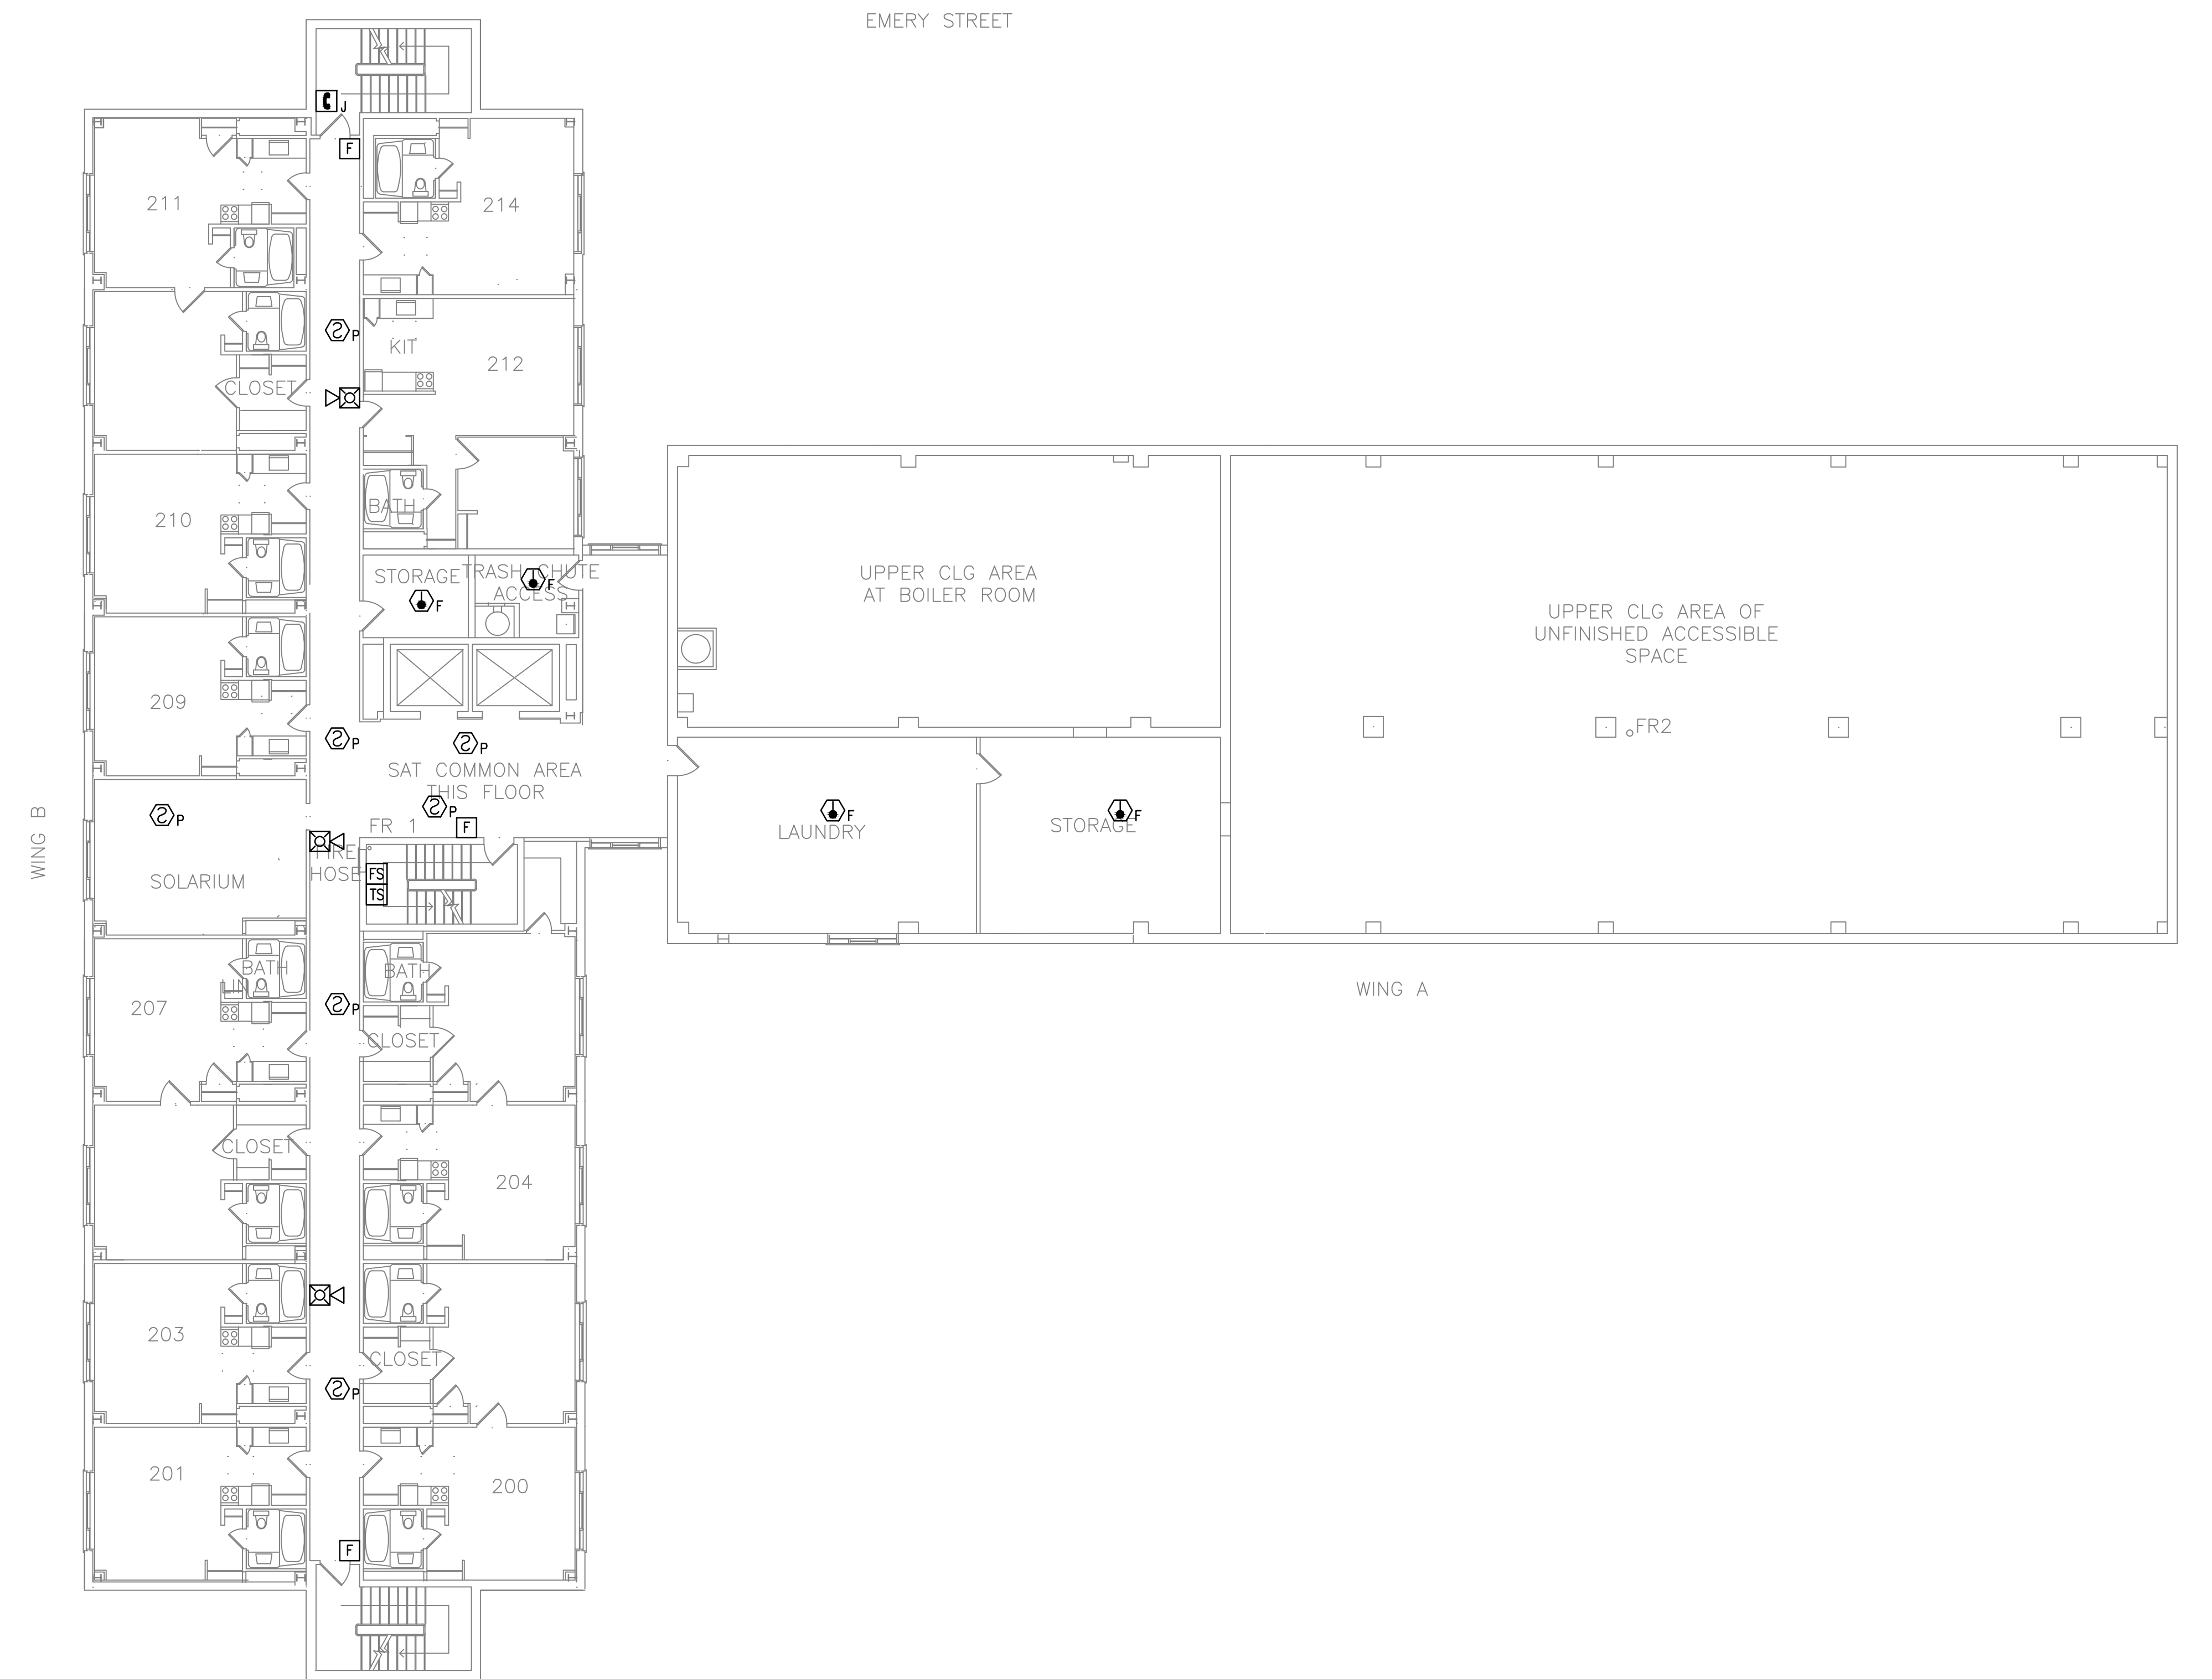 EMERY STREET
J
F
211
214
P
KIT
212
CLOSET
210
BATH
STORAGE
F
TRASH CHUTE
ACCESS
F
UPPER CLG AREA
AT BOILER ROOM
UPPER CLG AREA OF
UNFINISHED ACCESSIBLE
SPACE
209
FR2
P
P
SAT COMMON AREA
THIS FLOOR
P
P
FR 1
F
WING B
FIRE
HOSE
FS
TS
SOLARIUM
F
LAUNDRY
F
STORAGE
BATH
LIN
BATH
WING A
207
P
CLOSET
CLOSET
204
203
CLOSET
P
201
200
F